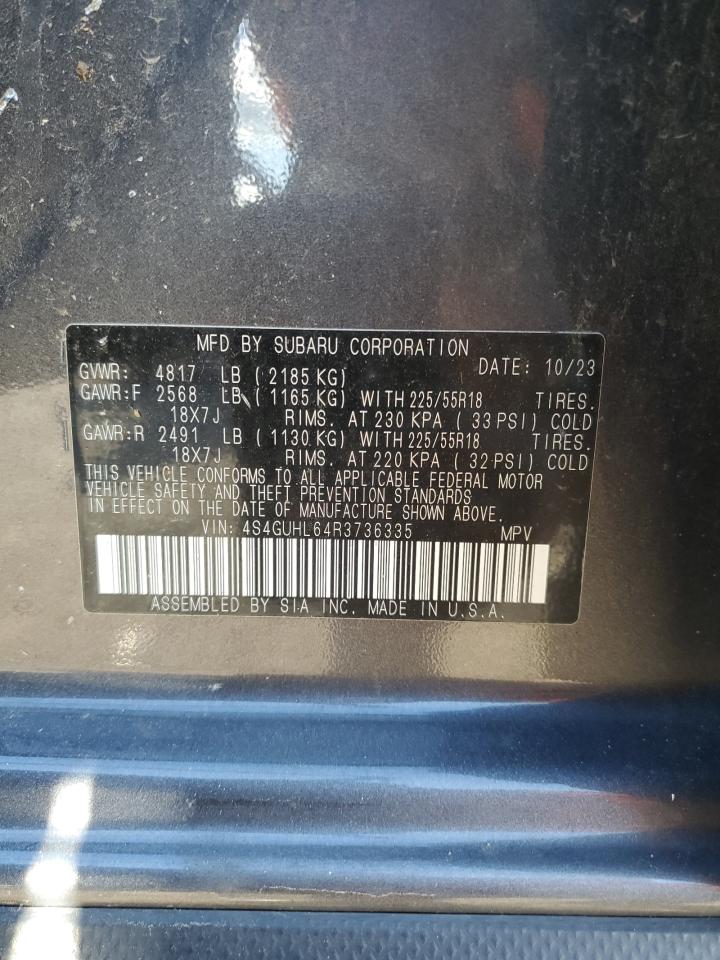 MFD BY SUBARU CORPORATION DATE: 10/23
GVWR: 4817 LB ( 2185 KG)
GAWR:F 2568 LB ( 1165 KG) WITH 225/55R18 TIRES.
18X7J RIMS. AT 230 KPA ( 33 PSI) COLD
GAWR:R 2491 LB ( 1130 KG) WITH 225/55R18 TIRES.
18X7J RIMS. AT 220 KPA ( 32 PSI) COLD
THIS VEHICLE CONFORMS TO ALL APPLICABLE FEDERAL MOTOR
VEHICLE SAFETY AND THEFT PREVENTION STANDARDS
IN EFFECT ON THE DATE OF MANUFACTURE SHOWN ABOVE.
VIN: 4S4GUHL64R3736335 MPV
ASSEMBLED BY SIA INC. MADE IN U.S.A.